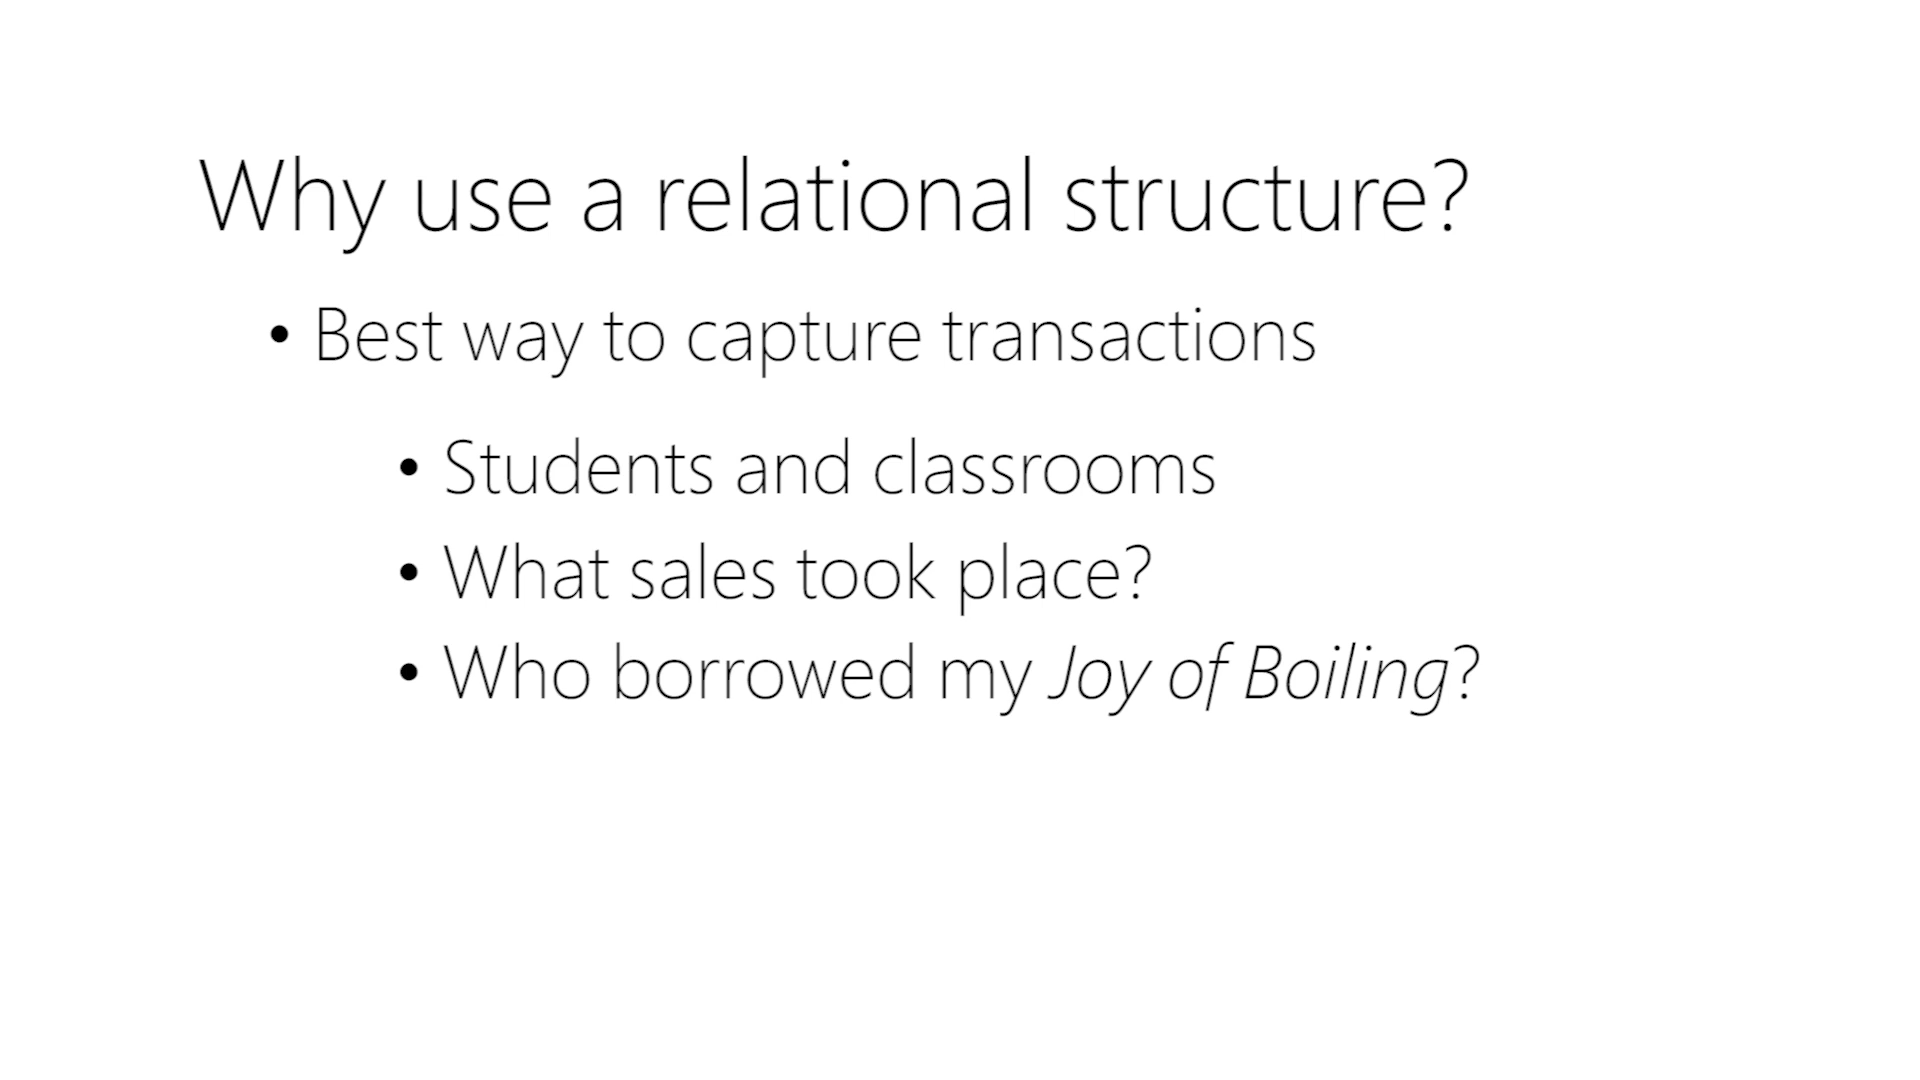 Why use a relational structure?
• Best way to capture transactions
• Students and classrooms
• What sales took place?
• Who borrowed my Joy of Boiling?